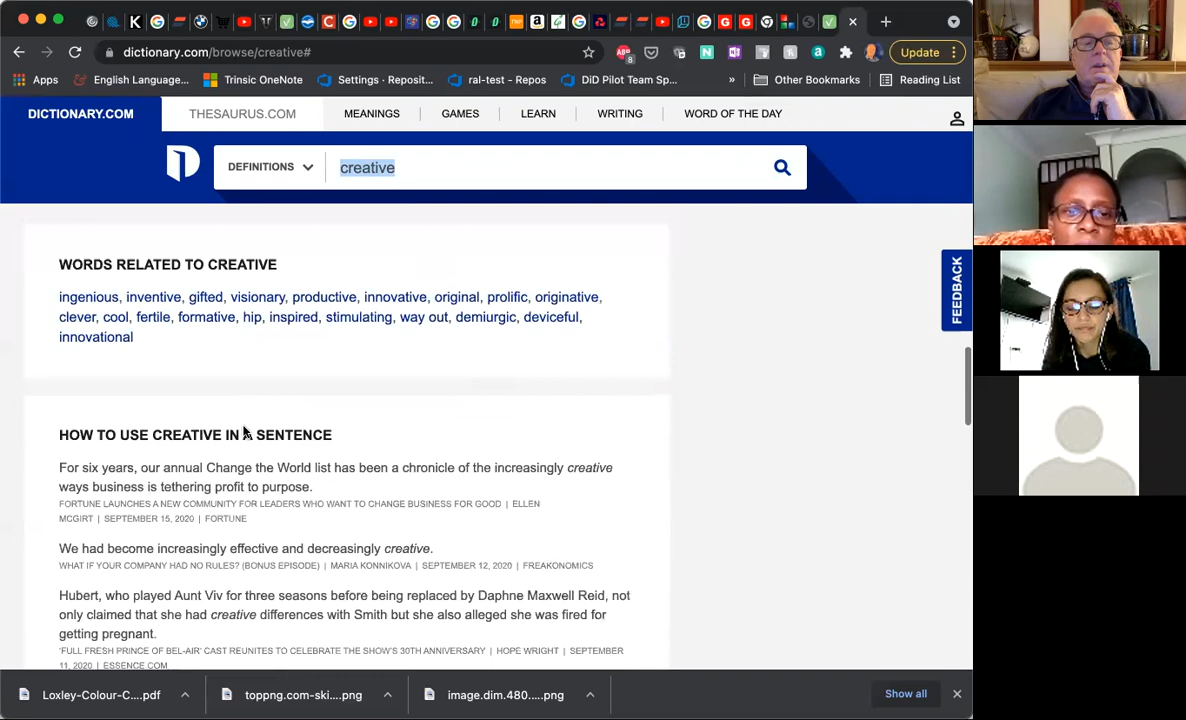 dictionary.com/browse/creative#
8
Update
Apps
English Language...
Trinsic OneNote
Settings - Reposit...
ral-test - Repos
DiD Pilot Team Sp...
»
Other Bookmarks
Reading List
DICTIONARY.COM
THESAURUS.COM
MEANINGS
GAMES
LEARN
WRITING
WORD OF THE DAY
DEFINITIONS
creative
FEEDBACK
WORDS RELATED TO CREATIVE
ingenious, inventive, gifted, visionary, productive, innovative, original, prolific, originative,
clever, cool, fertile, formative, hip, inspired, stimulating, way out, demiurgic, deviceful,
innovational
HOW TO USE CREATIVE IN A SENTENCE
For six years, our annual Change the World list has been a chronicle of the increasingly creative
ways business is tethering profit to purpose.
FORTUNE LAUNCHES A NEW COMMUNITY FOR LEADERS WHO WANT TO CHANGE BUSINESS FOR GOOD | ELLEN
MCGIRT | SEPTEMBER 15, 2020 | FORTUNE
We had become increasingly effective and decreasingly creative.
WHAT IF YOUR COMPANY HAD NO RULES? (BONUS EPISODE) | MARIA KONNIKOVA | SEPTEMBER 12, 2020 | FREAKONOMICS
Hubert, who played Aunt Viv for three seasons before being replaced by Daphne Maxwell Reid, not
only claimed that she had creative differences with Smith but she also alleged she was fired for
getting pregnant.
'FULL FRESH PRINCE OF BEL-AIR' CAST REUNITES TO CELEBRATE THE SHOW'S 30TH ANNIVERSARY | HOPE WRIGHT | SEPTEMBER
11, 2020 | ESSENCE.COM
Loxley-Colour-C....pdf
toppng.com-ski....png
image.dim.480.....png
Show all